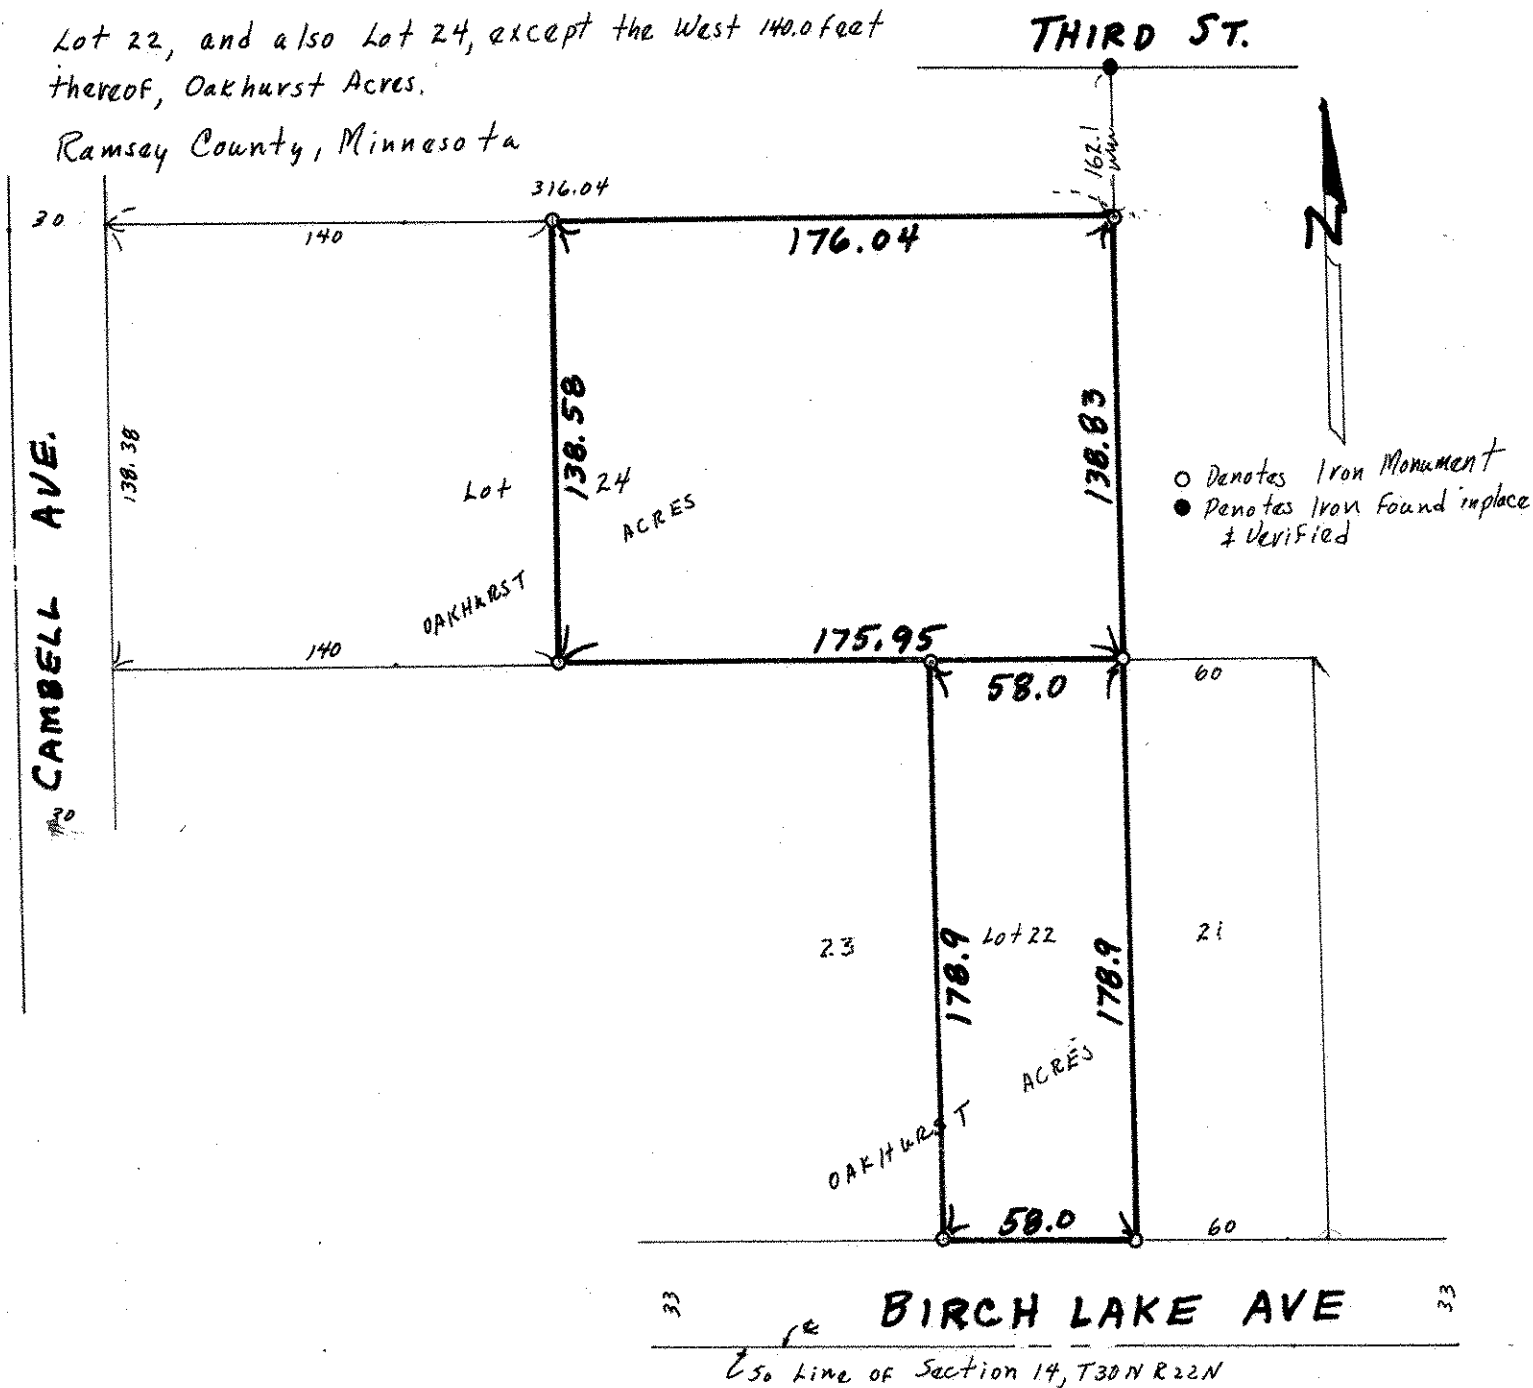 Lot 22, and also Lot 24, except the West 140.0 feet
thereof, Oakhurst Acres.
Ramsey County, Minnesota
THIRD ST.
162.1
316.04
30
140
176.04
N
138.38
138.58
138.83
CAMBELL AVE.
Lot 24
OAKHURST ACRES
O Denotes Iron Monument
● Denotes Iron Found inplace
& Verified
140
175.95
58.0
60
30
23
178.9
Lot 22
178.9
21
OAKHURST ACRES
58.0
60
33
BIRCH LAKE AVE
33
℄
So Line of Section 14, T30N R22N